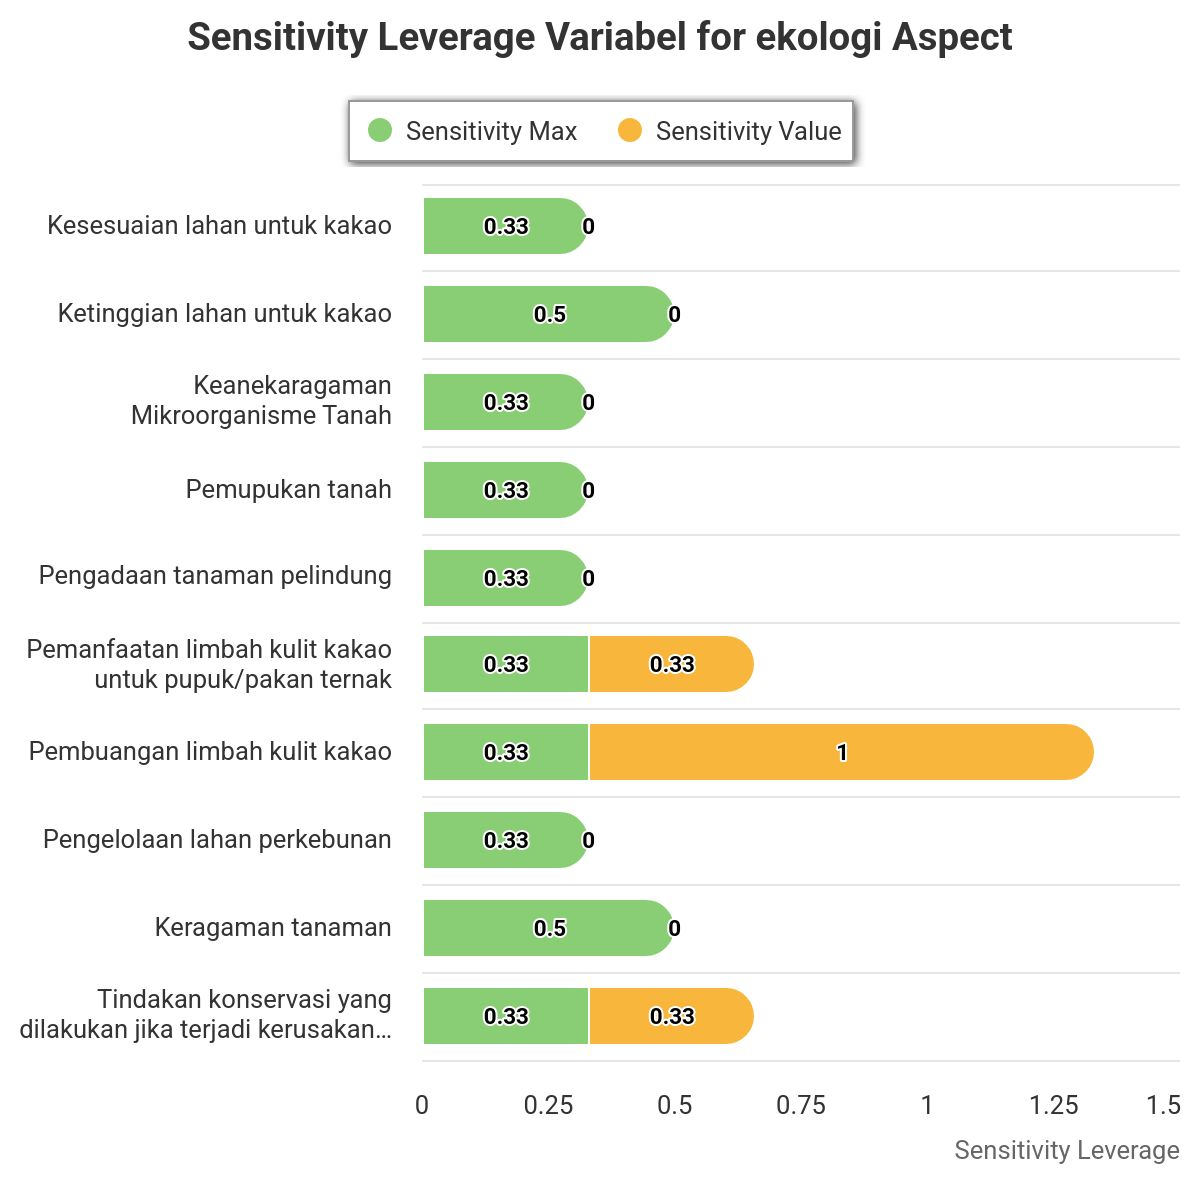 Sensitivity Leverage Variabel for ekologi Aspect
Sensitivity Max
Sensitivity Value
Kesesuaian lahan untuk kakao
0.33
0
Ketinggian lahan untuk kakao
0.5
0
Keanekaragaman
Mikroorganisme Tanah
0.33
0
Pemupukan tanah
0.33
0
Pengadaan tanaman pelindung
0.33
0
Pemanfaatan limbah kulit kakao
untuk pupuk/pakan ternak
0.33
0.33
Pembuangan limbah kulit kakao
0.33
1
Pengelolaan lahan perkebunan
0.33
0
Keragaman tanaman
0.5
0
Tindakan konservasi yang
dilakukan jika terjadi kerusakan…
0.33
0.33
0
0.25
0.5
0.75
1
1.25
1.5
Sensitivity Leverage